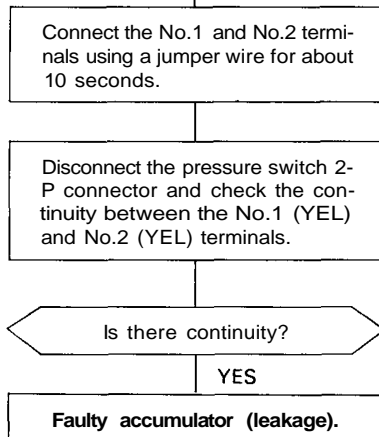 Connect the No.1 and No.2 termi-
nals using a jumper wire for about
10 seconds.
Disconnect the pressure switch 2-
P connector and check the con-
tinuity between the No.1 (YEL)
and No.2 (YEL) terminals.
Is there continuity?
YES
Faulty accumulator (leakage).